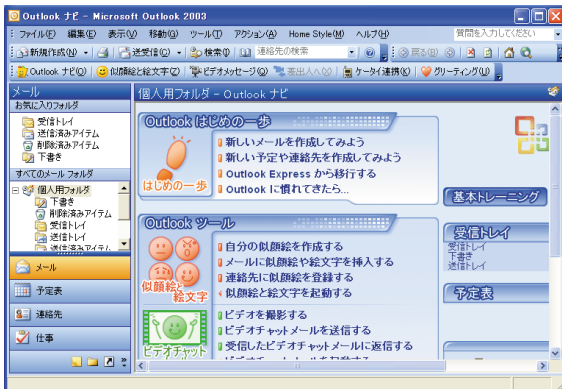 Outlook ナビ - Microsoft Outlook 2003
ファイル(F) 編集(E) 表示(V) 移動(G) ツール(T) アクション(A) Home Style(M) ヘルプ(H) 質問を入力してください
新規作成(N) 送受信(C) 検索(I) 連絡先の検索 戻る(B)
Outlook ナビ(O) 似顔絵と絵文字(Z) ビデオメッセージ(Q) 差出人へ(X) ケータイ連携(K) グリーティング(U)
メール
お気に入りフォルダ
受信トレイ
送信済みアイテム
削除済みアイテム
下書き
すべてのメール フォルダ
個人用フォルダ
下書き
削除済みアイテム
受信トレイ
送信トレイ
送信済みアイテム
メール
予定表
連絡先
仕事
個人用フォルダ - Outlook ナビ
Outlook はじめの一歩
はじめの一歩
新しいメールを作成してみよう
新しい予定や連絡先を作成してみよう
Outlook Express から移行する
Outlook に慣れてきたら...
Outlook ツール
似顔絵と
絵文字
自分の似顔絵を作成する
メールに似顔絵や絵文字を挿入する
連絡先に似顔絵を登録する
似顔絵と絵文字を起動する
ビデオチャット
ビデオを撮影する
ビデオチャットメールを送信する
受信したビデオチャットメールに返信する
基本トレーニング
受信トレイ
受信トレイ
下書き
送信トレイ
予定表